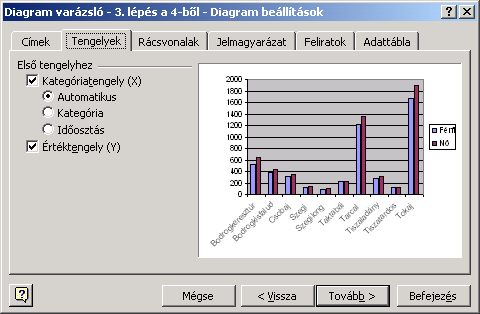 Diagram varázsló - 3. lépés a 4-ből - Diagram beállítások
Címek
Tengelyek
Rácsvonalak
Jelmagyarázat
Feliratok
Adattábla
Első tengelyhez
Kategóriatengely (X)
Automatikus
Kategória
Időosztás
Értéktengely (Y)
2000
1800
1600
1400
1200
1000
800
600
400
200
0
Bodrogkeresztúr
Bodrogkisfalud
Csobaj
Szegi
Szegilong
Taktabáj
Tarcal
Tiszaladány
Tiszatardos
Tokaj
Férfi
Nő
Mégse
< Vissza
Tovább >
Befejezés